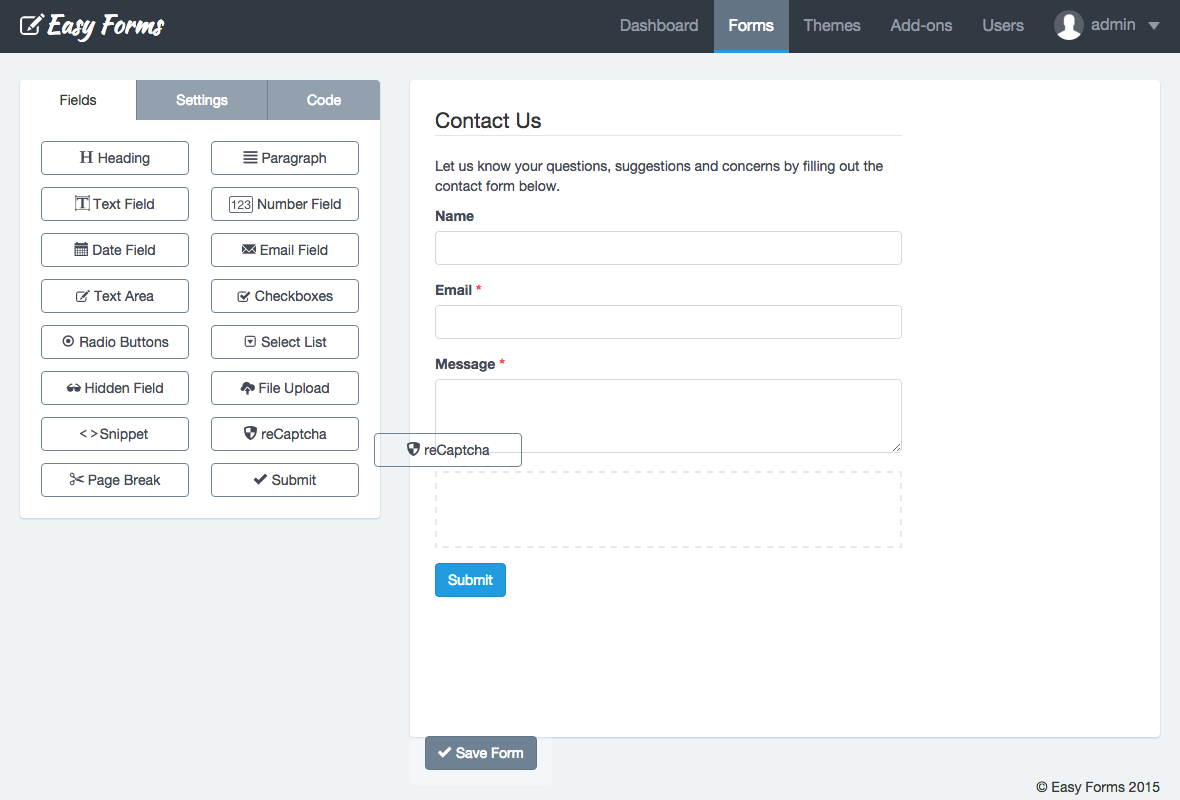 Easy Forms
Dashboard
Forms
Themes
Add-ons
Users
admin
Fields
Settings
Code
H Heading
Paragraph
T Text Field
123 Number Field
Date Field
Email Field
Text Area
Checkboxes
Radio Buttons
Select List
Hidden Field
File Upload
<> Snippet
reCaptcha
Page Break
Submit
Contact Us
Let us know your questions, suggestions and concerns by filling out the
contact form below.
Name
Email *
Message *
reCaptcha
Submit
Save Form
© Easy Forms 2015